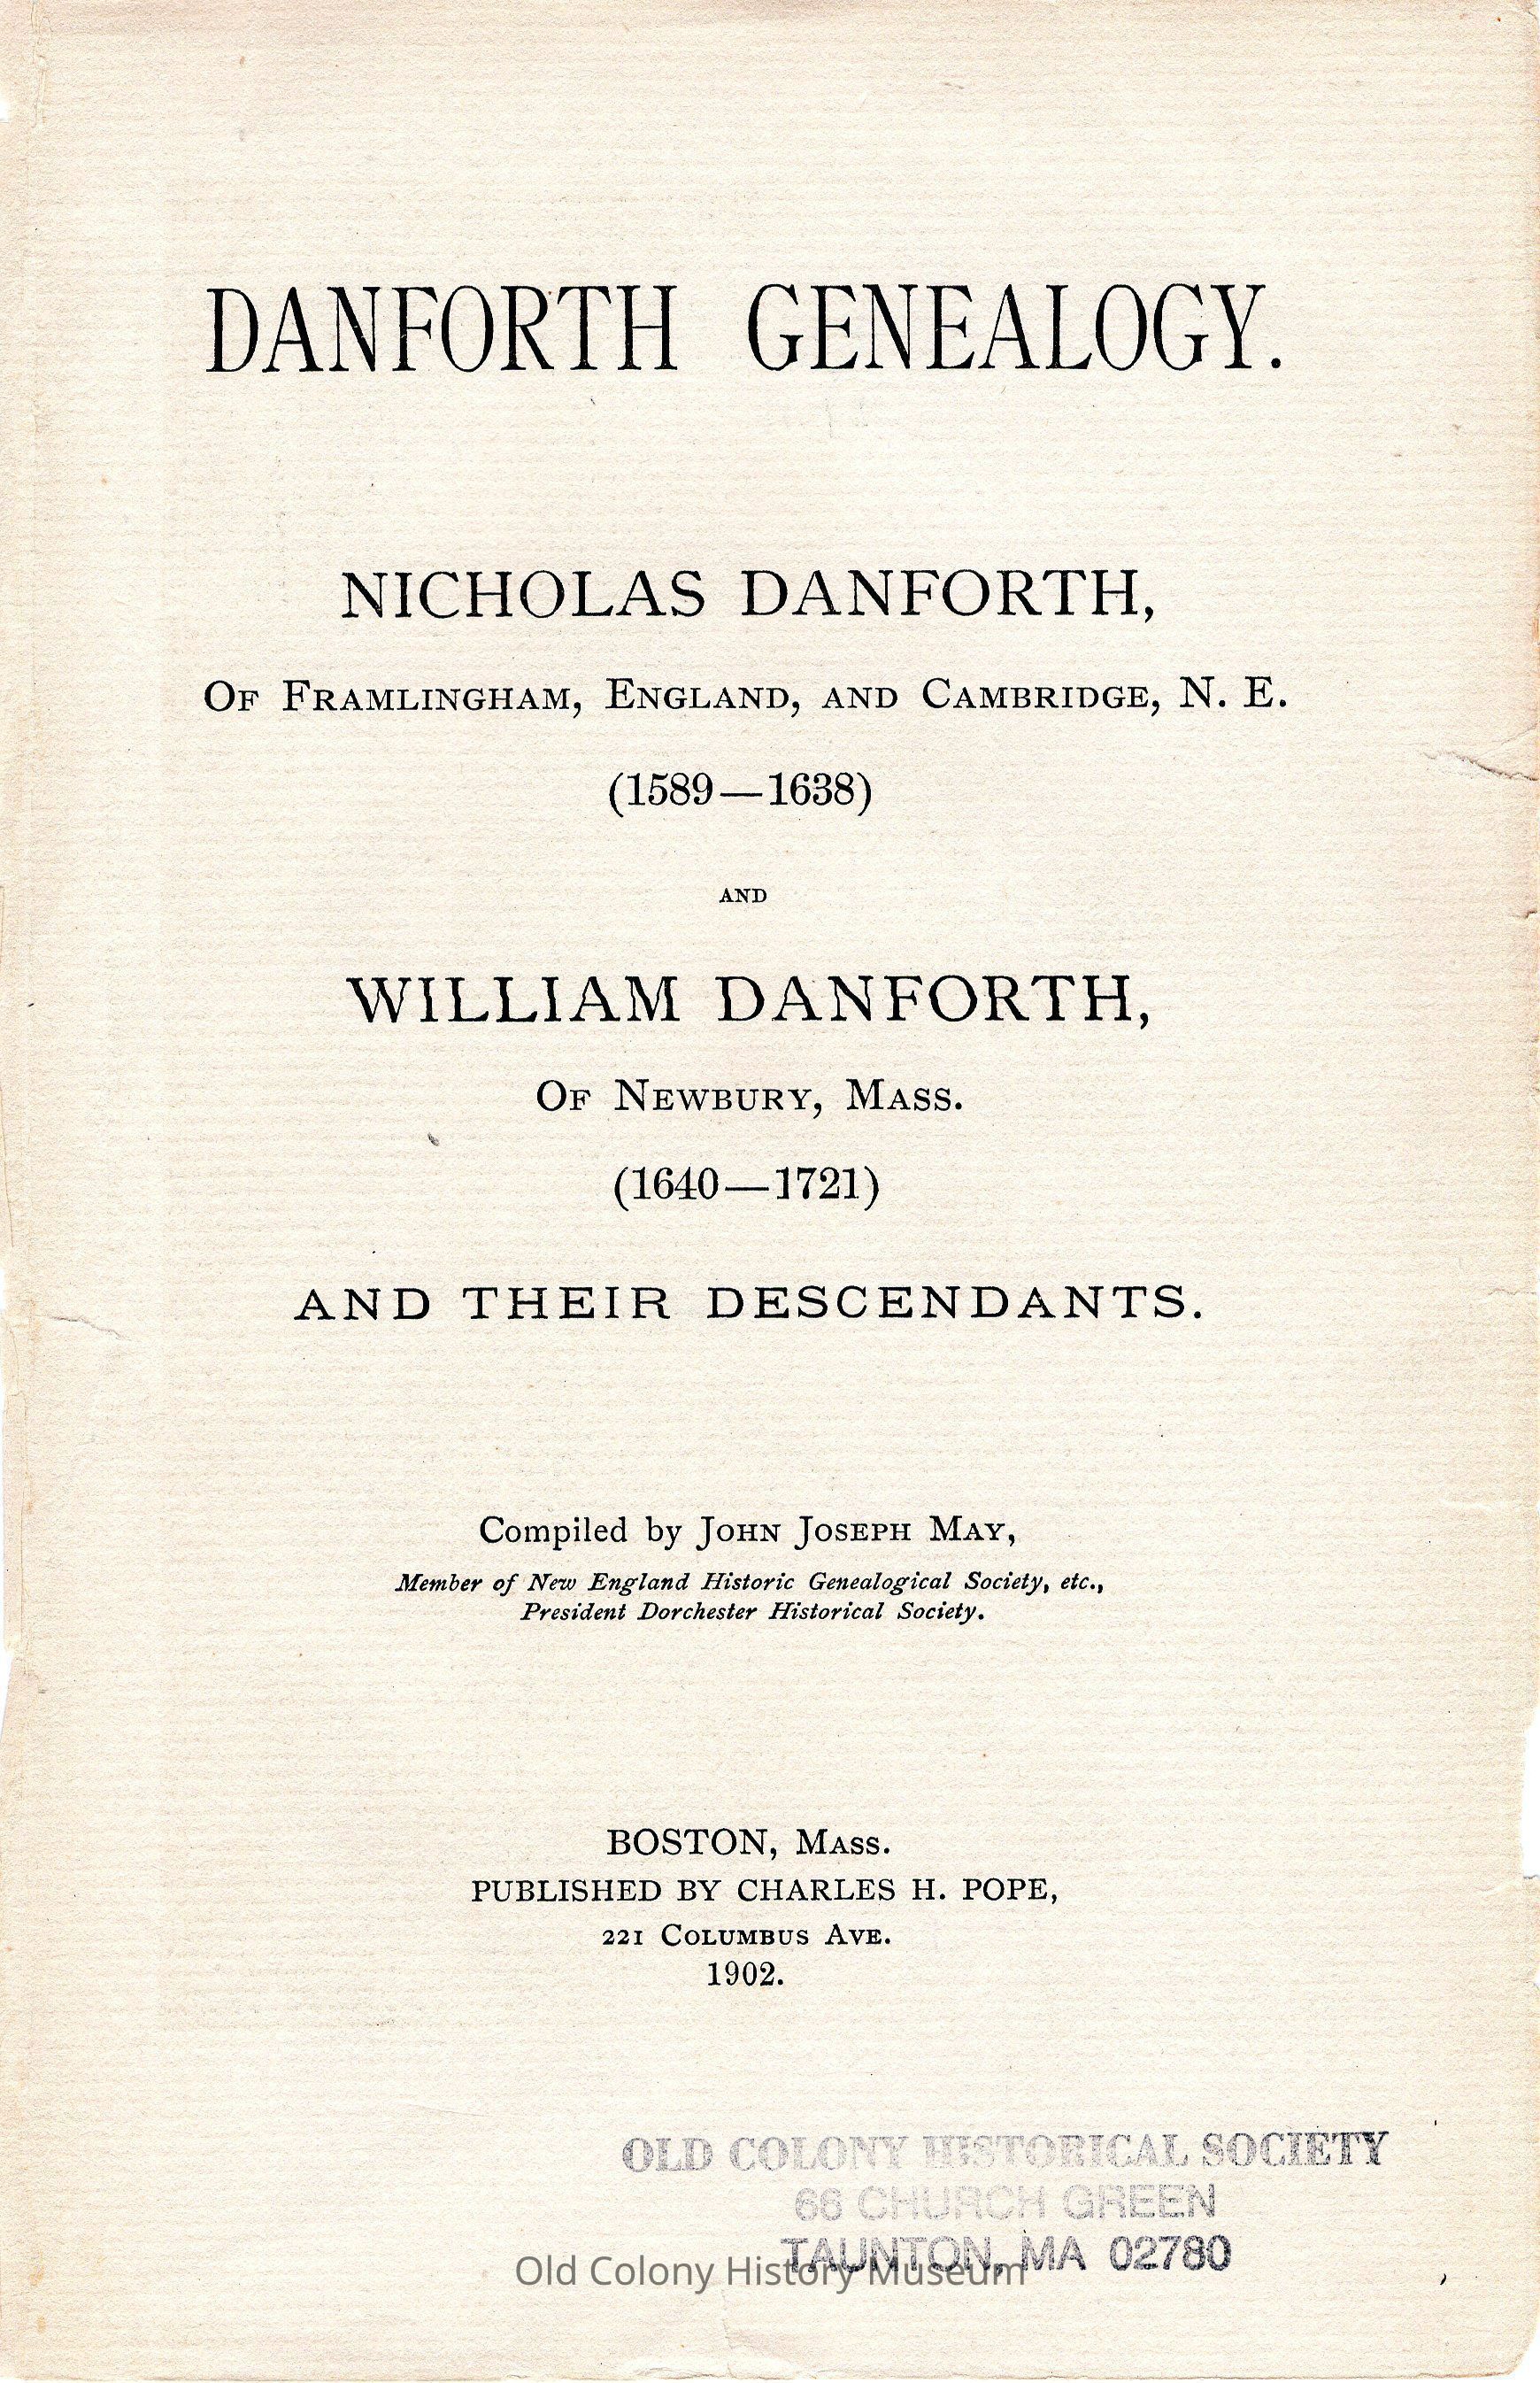 DANFORTH GENEALOGY.
NICHOLAS DANFORTH,
OF FRAMLINGHAM, ENGLAND, AND CAMBRIDGE, N. E.
(1589—1638)
AND
WILLIAM DANFORTH,
OF NEWBURY, MASS.
(1640—1721)
AND THEIR DESCENDANTS.
Compiled by JOHN JOSEPH MAY,
Member of New England Historic Genealogical Society, etc.,
President Dorchester Historical Society.
BOSTON, MASS.
PUBLISHED BY CHARLES H. POPE,
221 COLUMBUS AVE.
1902.
OLD COLONY HISTORICAL SOCIETY
66 CHURCH GREEN
TAUNTON, MA 02780
Old Colony History Museum